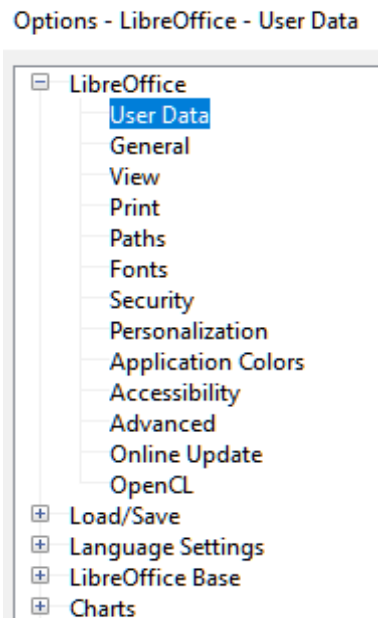 Options - LibreOffice - User Data
LibreOffice
User Data
General
View
Print
Paths
Fonts
Security
Personalization
Application Colors
Accessibility
Advanced
Online Update
OpenCL
Load/Save
Language Settings
LibreOffice Base
Charts